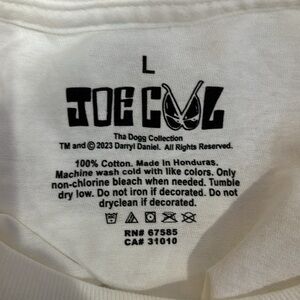 L
JOE COOL
Tha Dogg Collection
TM and © 2023 Darryl Daniel. All Rights Reserved.
100% Cotton. Made in Honduras.
Machine wash cold with like colors. Only
non-chlorine bleach when needed. Tumble
dry low. Do not iron if decorated. Do not
dryclean if decorated.
RN# 67585
CA# 31010